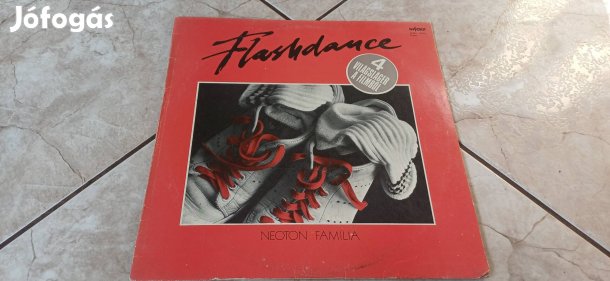 Jófogás
Flashdance
4
VILÁGSLÁGER
A FILMBŐL
NEOTON FAMÍLIA